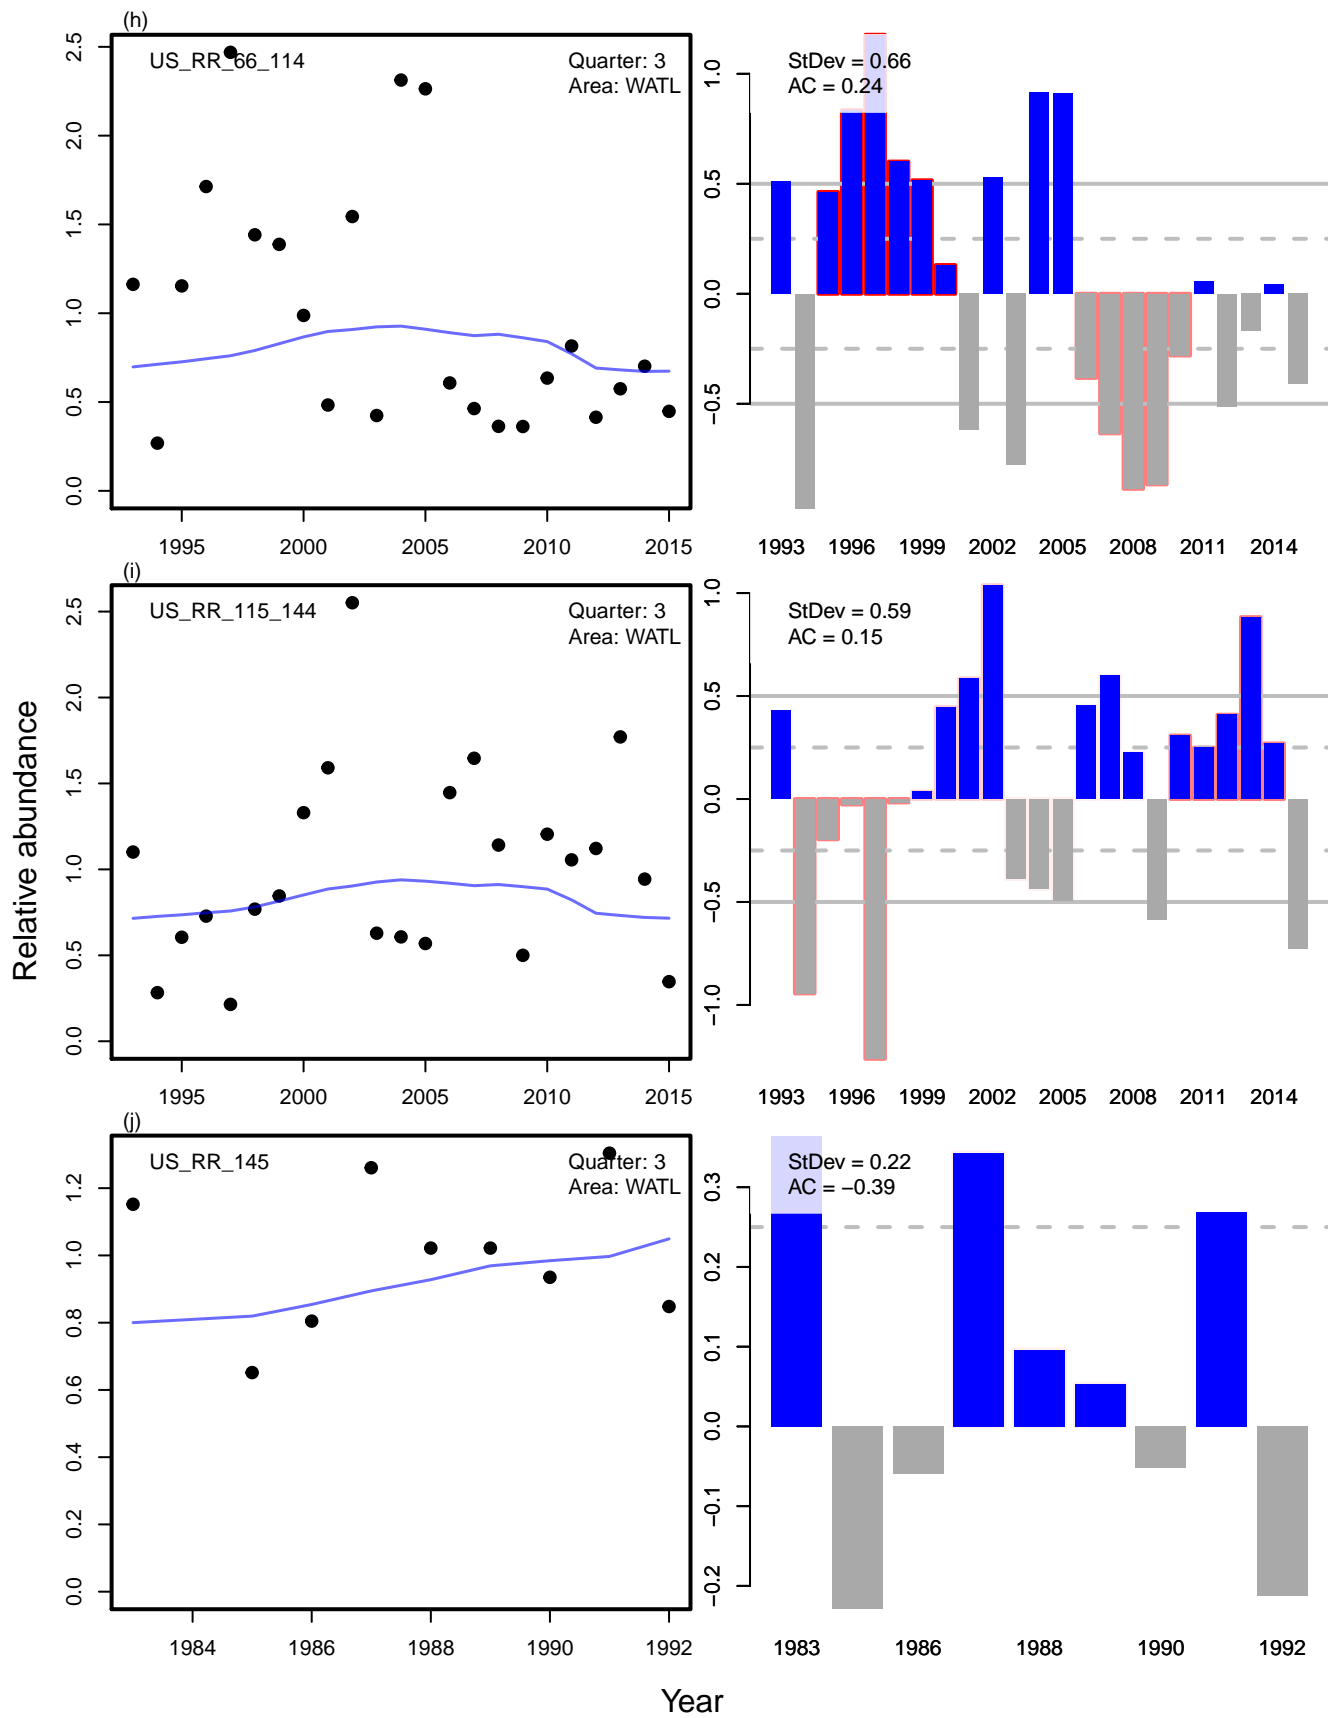 (h)
US_RR_66_114
Quarter: 3
Area: WATL
0.0 0.5 1.0 1.5 2.0 2.5
1995 2000 2005 2010 2015
StDev = 0.66
AC = 0.24
−0.5 0.0 0.5 1.0
1993 1996 1999 2002 2005 2008 2011 2014
(i)
US_RR_115_144
Quarter: 3
Area: WATL
0.0 0.5 1.0 1.5 2.0 2.5
1995 2000 2005 2010 2015
StDev = 0.59
AC = 0.15
−1.0 −0.5 0.0 0.5 1.0
1993 1996 1999 2002 2005 2008 2011 2014
Relative abundance
(j)
US_RR_145
Quarter: 3
Area: WATL
0.0 0.2 0.4 0.6 0.8 1.0 1.2
1984 1986 1988 1990 1992
StDev = 0.22
AC = −0.39
−0.2 −0.1 0.0 0.1 0.2 0.3
1983 1986 1988 1990 1992
Year